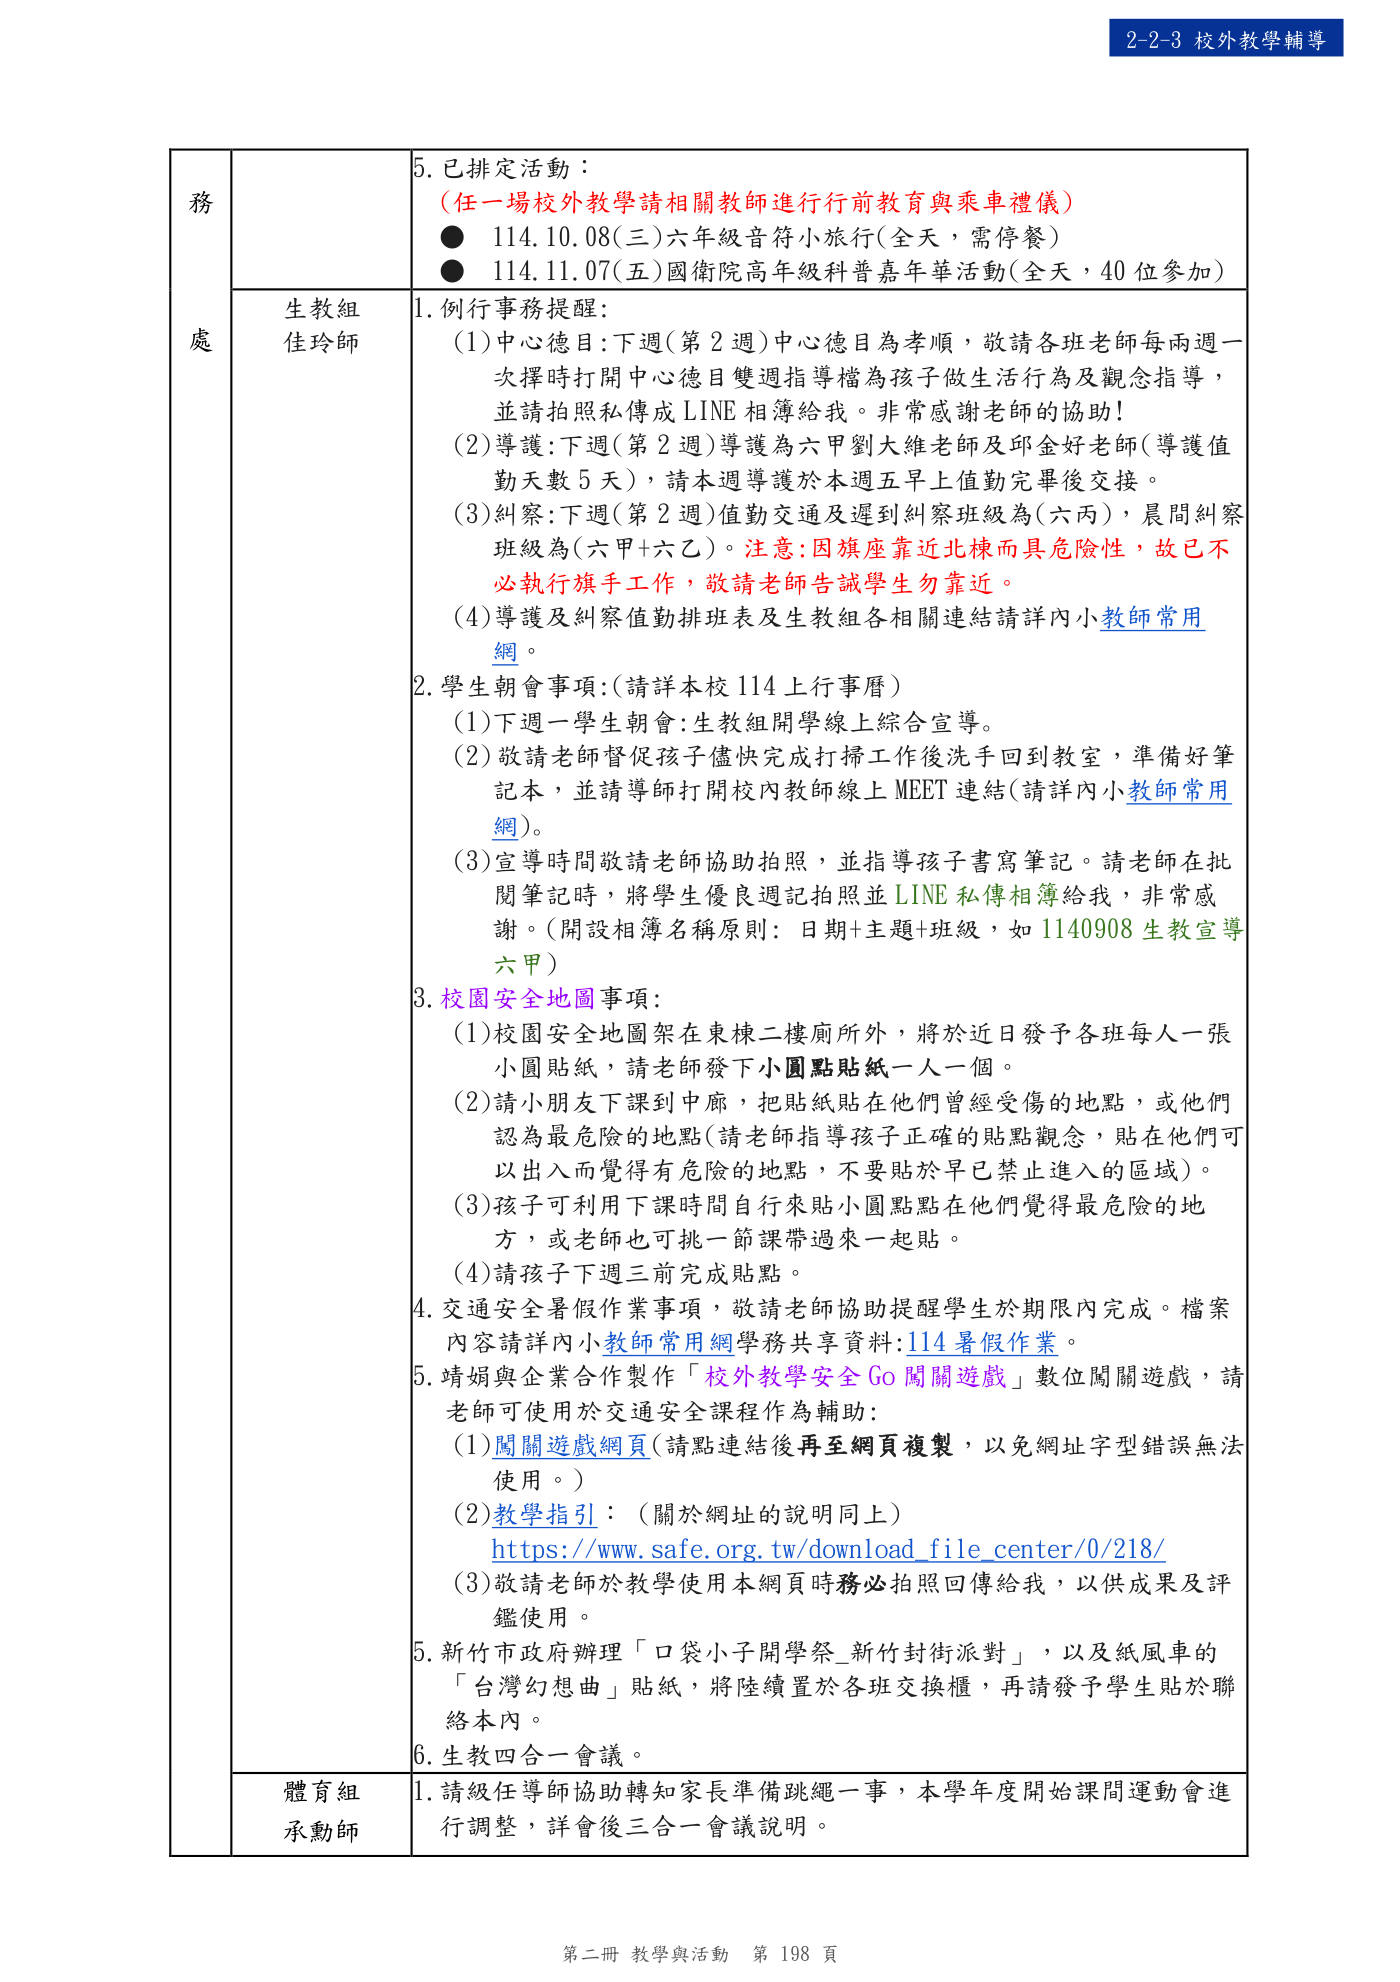 2-2-3 校外教學輔導
務
處
5.已排定活動：
(任一場校外教學請相關教師進行行前教育與乘車禮儀)
● 114.10.08(三)六年級音符小旅行(全天，需停餐)
● 114.11.07(五)國衛院高年級科普嘉年華活動(全天，40 位參加)
生教組
佳玲師
1.例行事務提醒:
(1)中心德目:下週(第 2 週)中心德目為孝順，敬請各班老師每兩週一
次擇時打開中心德目雙週指導檔為孩子做生活行為及觀念指導，
並請拍照私傳成 LINE 相簿給我。非常感謝老師的協助!
(2)導護:下週(第 2 週)導護為六甲劉大維老師及邱金好老師(導護值
勤天數 5 天)，請本週導護於本週五早上值勤完畢後交接。
(3)糾察:下週(第 2 週)值勤交通及遲到糾察班級為(六丙)，晨間糾察
班級為(六甲+六乙)。注意:因旗座靠近北棟而具危險性，故已不
必執行旗手工作，敬請老師告誡學生勿靠近。
(4)導護及糾察值勤排班表及生教組各相關連結請詳內小教師常用
網。
2.學生朝會事項:(請詳本校 114 上行事曆)
(1)下週一學生朝會:生教組開學線上綜合宣導。
(2)敬請老師督促孩子儘快完成打掃工作後洗手回到教室，準備好筆
記本，並請導師打開校內教師線上 MEET 連結(請詳內小教師常用
網)。
(3)宣導時間敬請老師協助拍照，並指導孩子書寫筆記。請老師在批
閱筆記時，將學生優良週記拍照並 LINE 私傳相簿給我，非常感
謝。(開設相簿名稱原則: 日期+主題+班級，如 1140908 生教宣導
六甲)
3.校園安全地圖事項:
(1)校園安全地圖架在東棟二樓廁所外，將於近日發予各班每人一張
小圓貼紙，請老師發下小圓點貼紙一人一個。
(2)請小朋友下課到中廊，把貼紙貼在他們曾經受傷的地點，或他們
認為最危險的地點(請老師指導孩子正確的貼點觀念，貼在他們可
以出入而覺得有危險的地點，不要貼於早已禁止進入的區域)。
(3)孩子可利用下課時間自行來貼小圓點點在他們覺得最危險的地
方，或老師也可挑一節課帶過來一起貼。
(4)請孩子下週三前完成貼點。
4.交通安全暑假作業事項，敬請老師協助提醒學生於期限內完成。檔案
內容請詳內小教師常用網學務共享資料:114 暑假作業。
5.靖娟與企業合作製作「校外教學安全 Go 闖關遊戲」數位闖關遊戲，請
老師可使用於交通安全課程作為輔助:
(1)闖關遊戲網頁(請點連結後再至網頁複製，以免網址字型錯誤無法
使用。)
(2)教學指引：（關於網址的說明同上）
https://www.safe.org.tw/download_file_center/0/218/
(3)敬請老師於教學使用本網頁時務必拍照回傳給我，以供成果及評
鑑使用。
5.新竹市政府辦理「口袋小子開學祭_新竹封街派對」，以及紙風車的
「台灣幻想曲」貼紙，將陸續置於各班交換櫃，再請發予學生貼於聯
絡本內。
6.生教四合一會議。
體育組
承勳師
1.請級任導師協助轉知家長準備跳繩一事，本學年度開始課間運動會進
行調整，詳會後三合一會議說明。
第二冊 教學與活動 第 198 頁